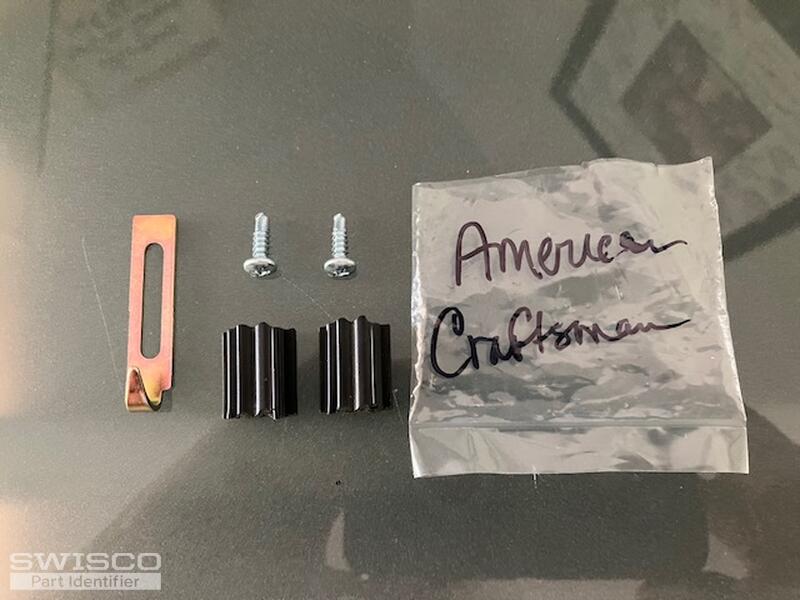 American
Craftsman
SWISCO
Part Identifier